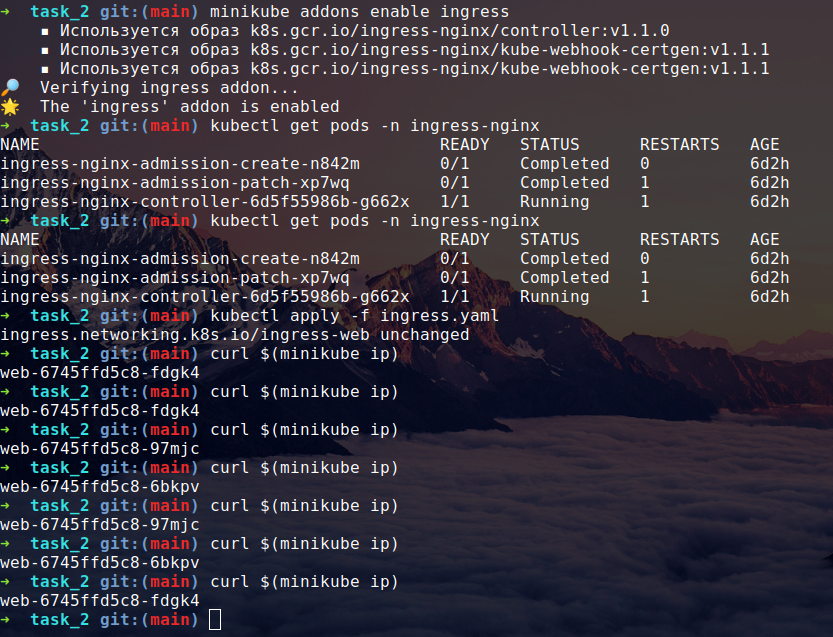 ➜  task_2 git:(main) minikube addons enable ingress
    ▪ Используется образ k8s.gcr.io/ingress-nginx/controller:v1.1.0
    ▪ Используется образ k8s.gcr.io/ingress-nginx/kube-webhook-certgen:v1.1.1
    ▪ Используется образ k8s.gcr.io/ingress-nginx/kube-webhook-certgen:v1.1.1
🔎  Verifying ingress addon...
🌟  The 'ingress' addon is enabled
➜  task_2 git:(main) kubectl get pods -n ingress-nginx
NAME                                        READY   STATUS      RESTARTS   AGE
ingress-nginx-admission-create-n842m        0/1     Completed   0          6d2h
ingress-nginx-admission-patch-xp7wq         0/1     Completed   1          6d2h
ingress-nginx-controller-6d5f55986b-g662x   1/1     Running     1          6d2h
➜  task_2 git:(main) kubectl get pods -n ingress-nginx
NAME                                        READY   STATUS      RESTARTS   AGE
ingress-nginx-admission-create-n842m        0/1     Completed   0          6d2h
ingress-nginx-admission-patch-xp7wq         0/1     Completed   1          6d2h
ingress-nginx-controller-6d5f55986b-g662x   1/1     Running     1          6d2h
➜  task_2 git:(main) kubectl apply -f ingress.yaml
ingress.networking.k8s.io/ingress-web unchanged
➜  task_2 git:(main) curl $(minikube ip)
web-6745ffd5c8-fdgk4
➜  task_2 git:(main) curl $(minikube ip)
web-6745ffd5c8-fdgk4
➜  task_2 git:(main) curl $(minikube ip)
web-6745ffd5c8-97mjc
➜  task_2 git:(main) curl $(minikube ip)
web-6745ffd5c8-6bkpv
➜  task_2 git:(main) curl $(minikube ip)
web-6745ffd5c8-97mjc
➜  task_2 git:(main) curl $(minikube ip)
web-6745ffd5c8-6bkpv
➜  task_2 git:(main) curl $(minikube ip)
web-6745ffd5c8-fdgk4
➜  task_2 git:(main)